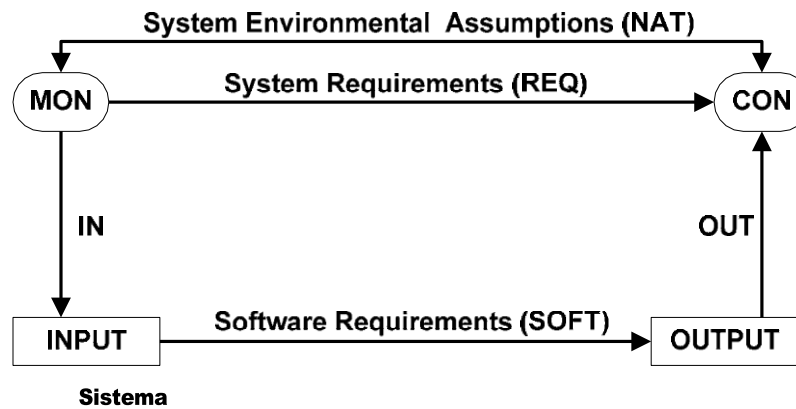 System Environmental Assumptions (NAT)
MON
System Requirements (REQ)
CON
IN
OUT
INPUT
Software Requirements (SOFT)
OUTPUT
Sistema